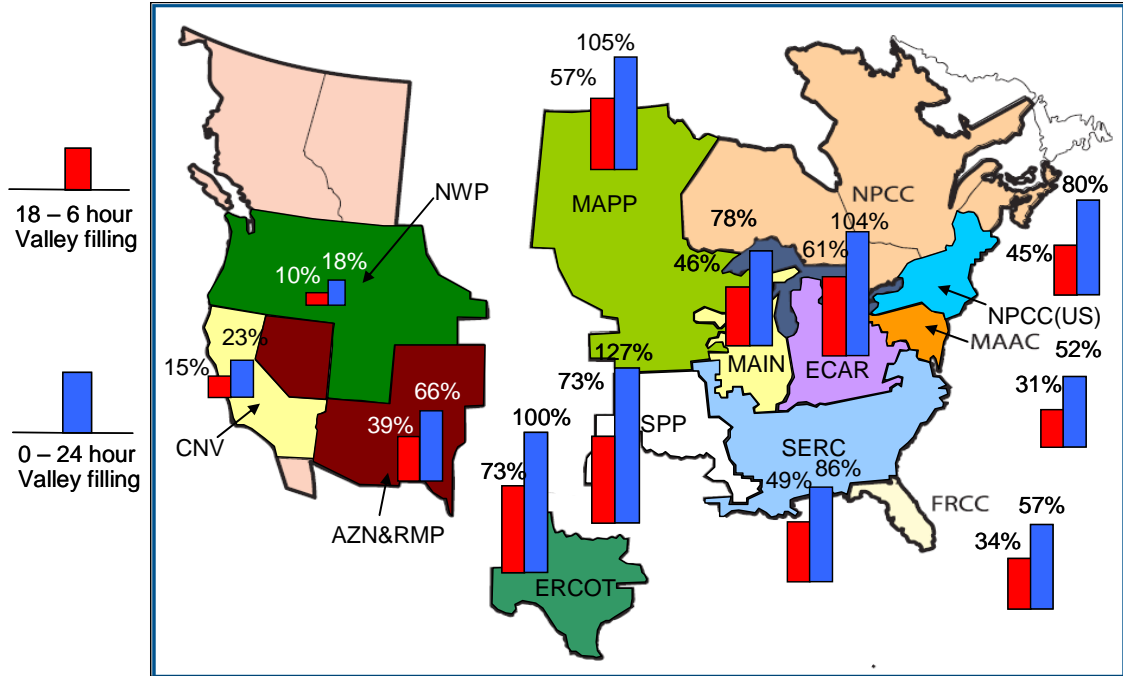 18 – 6 hour
Valley filling
0 – 24 hour
Valley filling
105%
57%
MAPP
NWP
10%
18%
15%
23%
CNV
39%
66%
AZN&RMP
NPCC
78%
46%
MAIN
61%
104%
ECAR
80%
45%
NPCC(US)
MAAC
52%
31%
127%
73%
SPP
100%
73%
ERCOT
SERC
49%
86%
FRCC
57%
34%